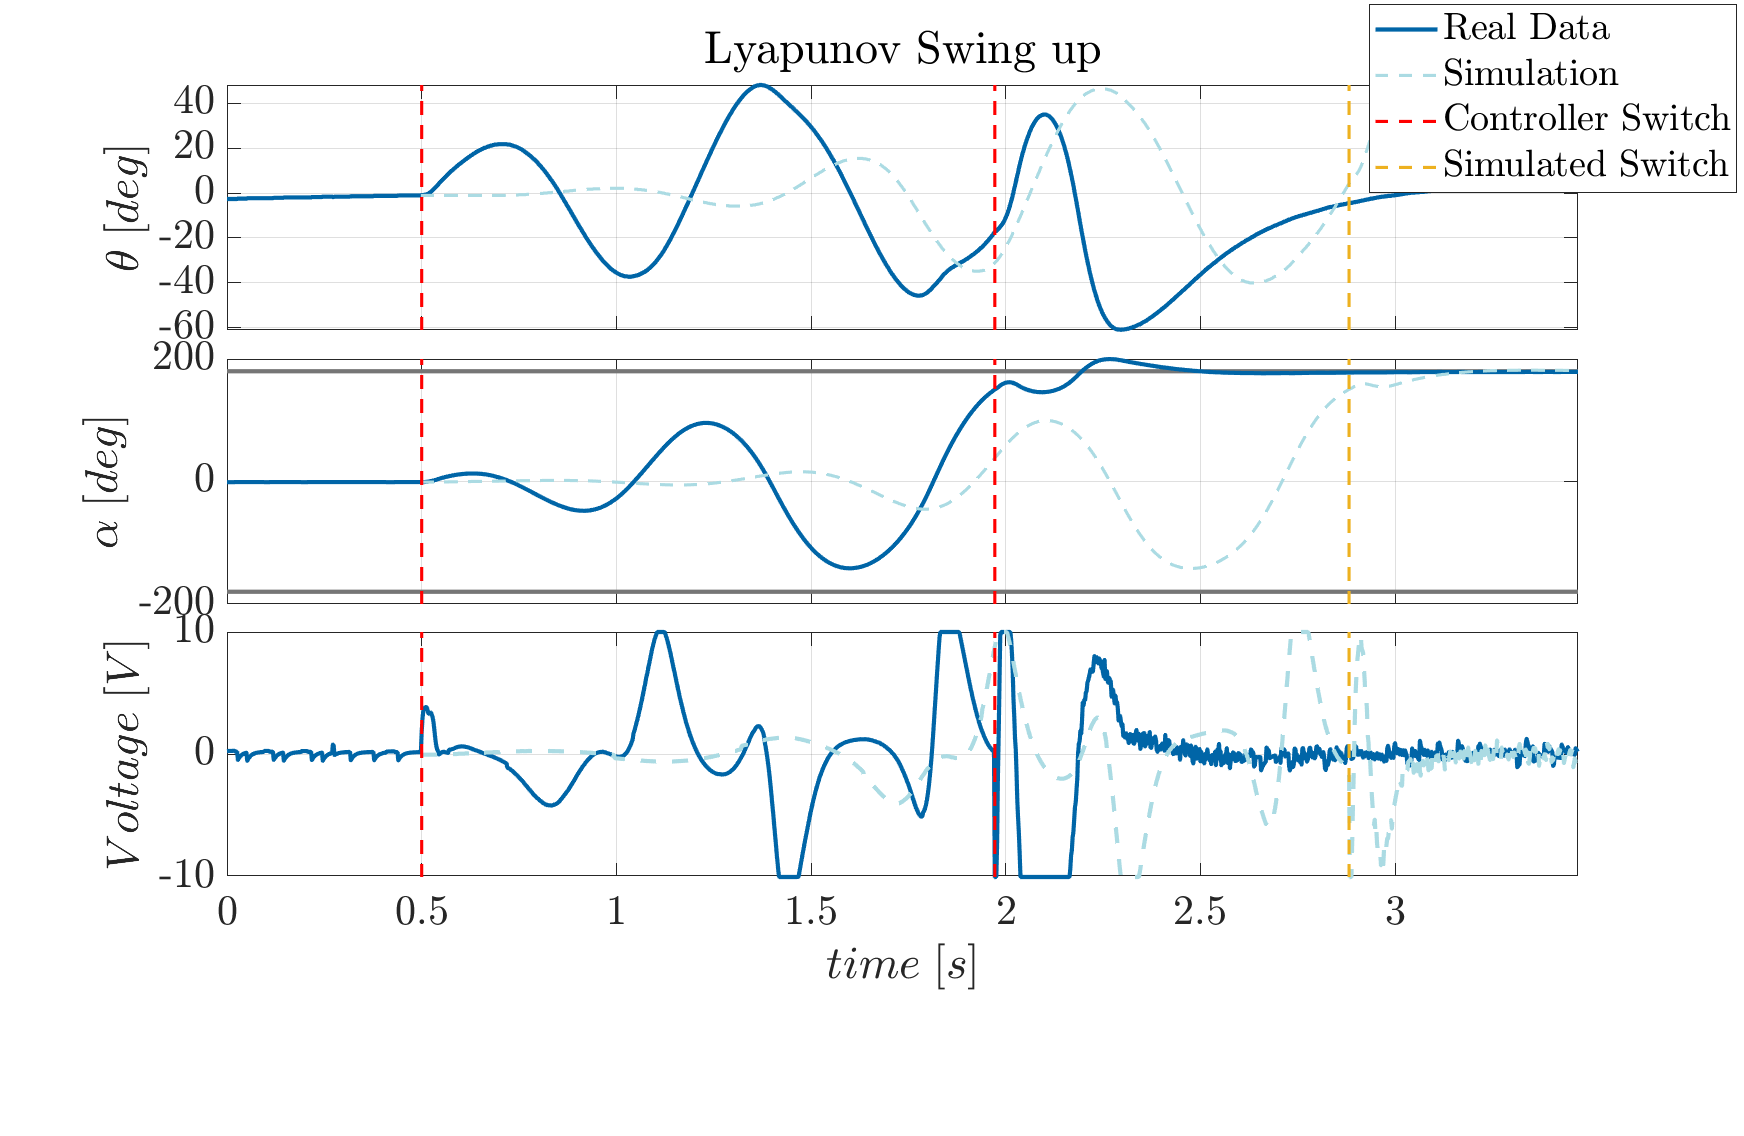 Lyapunov Swing up
Real Data
Simulation
Controller Switch
Simulated Switch
θ [deg]
40
20
0
-20
-40
-60
α [deg]
200
0
-200
Voltage [V]
10
0
-10
0 0.5 1 1.5 2 2.5 3
time [s]